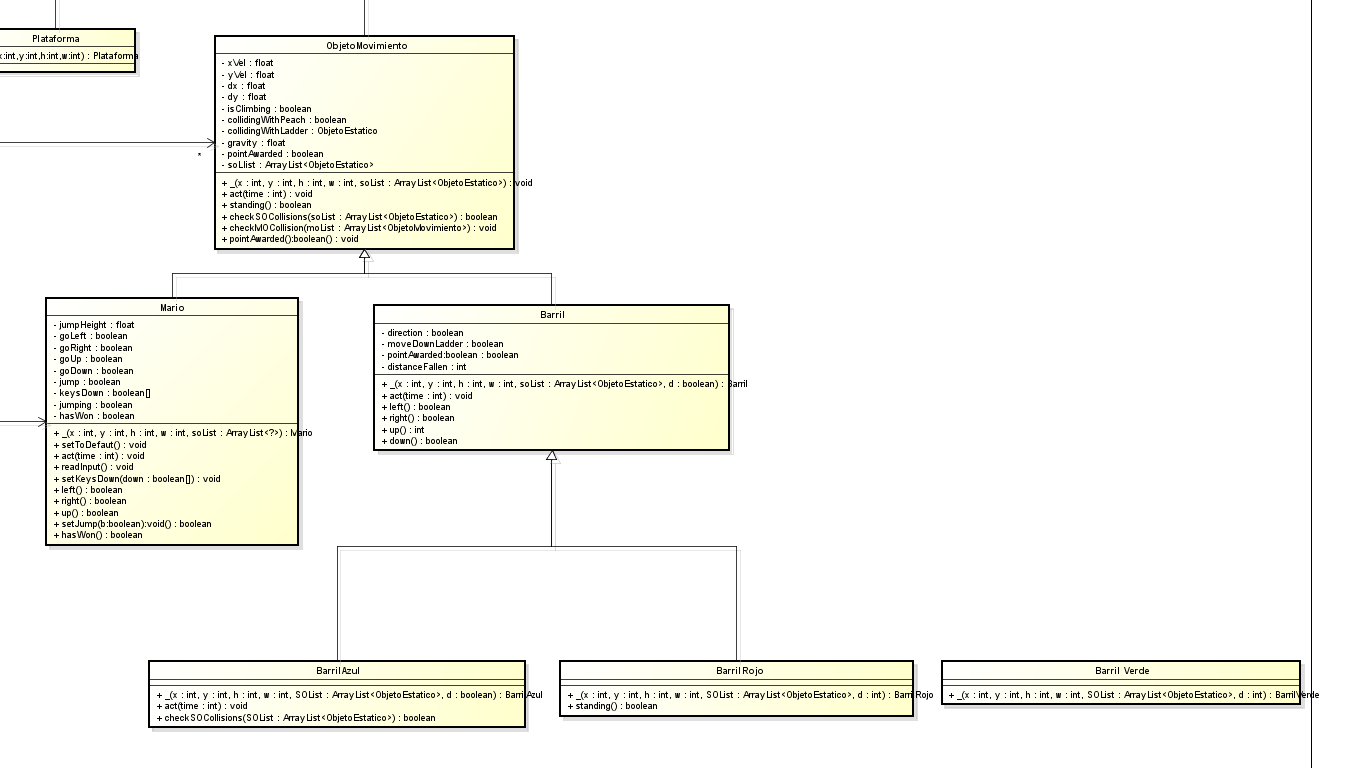 Plataforma
x:int,y:int,h:int,w:int) : Plataforma
ObjetoMovimiento
- xVel : float
- yVel : float
- dx : float
- dy : float
- isClimbing : boolean
- collidingWithPeach : boolean
- collidingWithLadder : ObjetoEstatico
- gravity : float
- pointAwarded : boolean
- soLlist : ArrayList<ObjetoEstatico>
+ _(x : int, y : int, h : int, w : int, soList : ArrayList<ObjetoEstatico>) : void
+ act(time : int) : void
+ standing() : boolean
+ checkSOCollisions(soList : ArrayList<ObjetoEstatico>) : boolean
+ checkMOCollision(moList : ArrayList<ObjetoMovimiento>) : void
+ pointAwarded():boolean() : void
*
Mario
- jumpHeight : float
- goLeft : boolean
- goRight : boolean
- goUp : boolean
- goDown : boolean
- jump : boolean
- keysDown : boolean[]
- jumping : boolean
- hasWon : boolean
+ _(x : int, y : int, h : int, w : int, soList : ArrayList<?>) : Mario
+ setToDefaut() : void
+ act(time : int) : void
+ readInput() : void
+ setKeysDown(down : boolean[]) : void
+ left() : boolean
+ right() : boolean
+ up() : boolean
+ setJump(b:boolean):void() : boolean
+ hasWon() : boolean
Barril
- direction : boolean
- moveDownLadder : boolean
- pointAwarded:boolean : boolean
- distanceFallen : int
+ _(x : int, y : int, h : int, w : int, soList : ArrayList<ObjetoEstatico>, d : boolean) : Barril
+ act(time : int) : void
+ left() : boolean
+ right() : boolean
+ up() : int
+ down() : boolean
BarrilAzul
+ _(x : int, y : int, h : int, w : int, SOList : ArrayList<ObjetoEstatico>, d : boolean) : BarrilAzul
+ act(time : int) : void
+ checkSOCollisions(SOList : ArrayList<ObjetoEstatico>) : boolean
BarrilRojo
+ _(x : int, y : int, h : int, w : int, SOList : ArrayList<ObjetoEstatico>, d : int) : BarrilRojo
+ standing() : boolean
Barril Verde
+ _(x : int, y : int, h : int, w : int, SOList : ArrayList<ObjetoEstatico>, d : int) : BarrilVerde